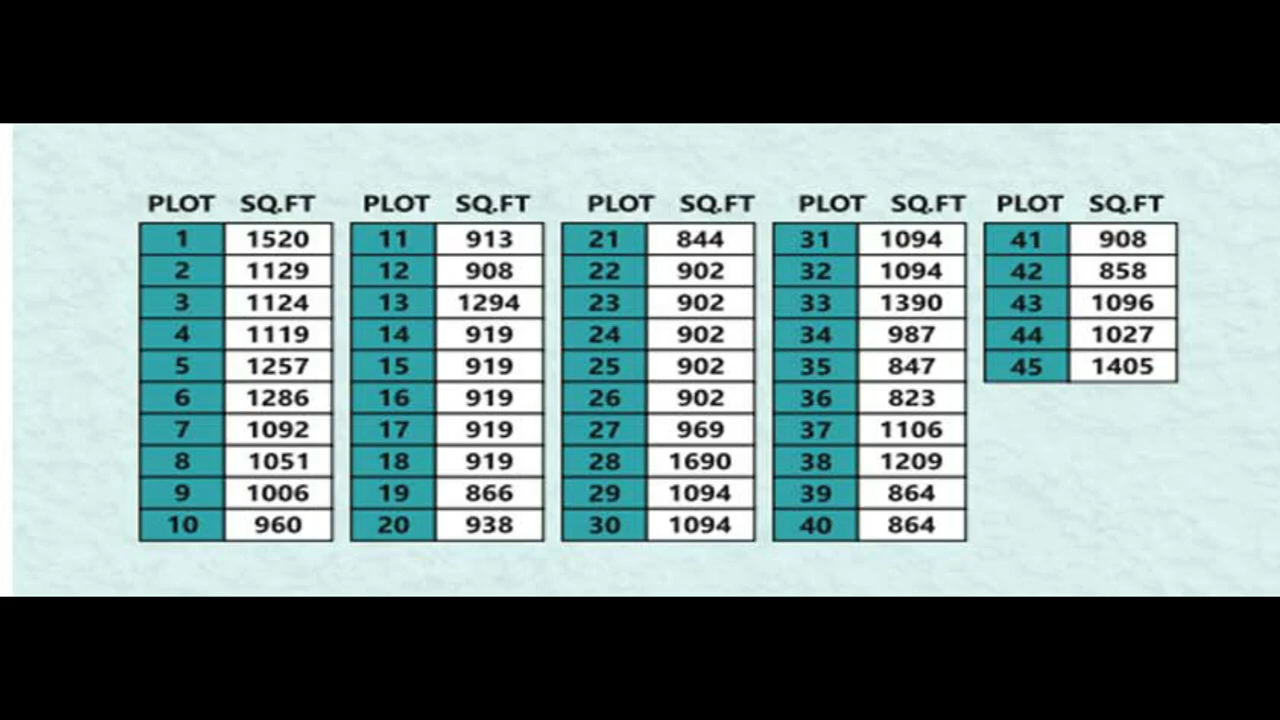 PLOT SQ.FT PLOT SQ.FT PLOT SQ.FT PLOT SQ.FT PLOT SQ.FT
1 1520 11 913 21 844 31 1094 41 908
2 1129 12 908 22 902 32 1094 42 858
3 1124 13 1294 23 902 33 1390 43 1096
4 1119 14 919 24 902 34 987 44 1027
5 1257 15 919 25 902 35 847 45 1405
6 1286 16 919 26 902 36 823
7 1092 17 919 27 969 37 1106
8 1051 18 919 28 1690 38 1209
9 1006 19 866 29 1094 39 864
10 960 20 938 30 1094 40 864